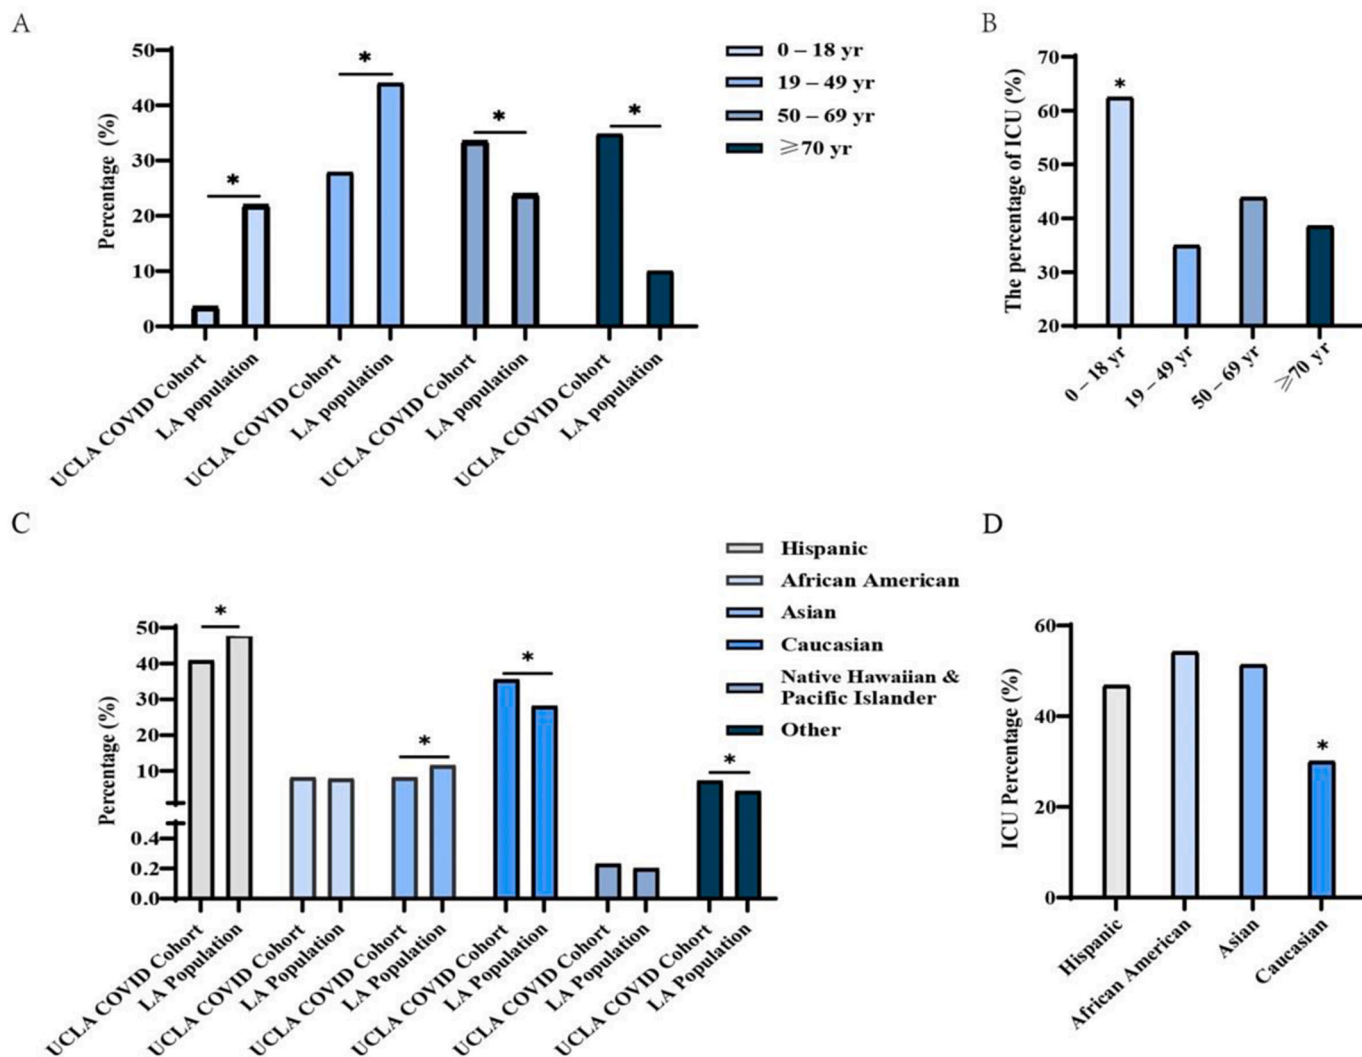 A
Percentage (%)
50
40
30
20
10
0
*
*
*
*
UCLA COVID Cohort
LA population
UCLA COVID Cohort
LA population
UCLA COVID Cohort
LA population
UCLA COVID Cohort
LA population
0 – 18 yr
19 – 49 yr
50 – 69 yr
⩾70 yr
B
The percentage of ICU (%)
70
60
50
40
30
20
*
0 – 18 yr
19 – 49 yr
50 – 69 yr
⩾70 yr
C
Percentage (%)
50
40
30
20
10
0.4
0.2
0.0
*
*
*
*
UCLA COVID Cohort
LA Population
UCLA COVID Cohort
LA Population
UCLA COVID Cohort
LA Population
UCLA COVID Cohort
LA Population
UCLA COVID Cohort
LA Population
UCLA COVID Cohort
LA Population
Hispanic
African American
Asian
Caucasian
Native Hawaiian &
Pacific Islander
Other
D
ICU Percentage (%)
60
40
20
0
*
Hispanic
African American
Asian
Caucasian